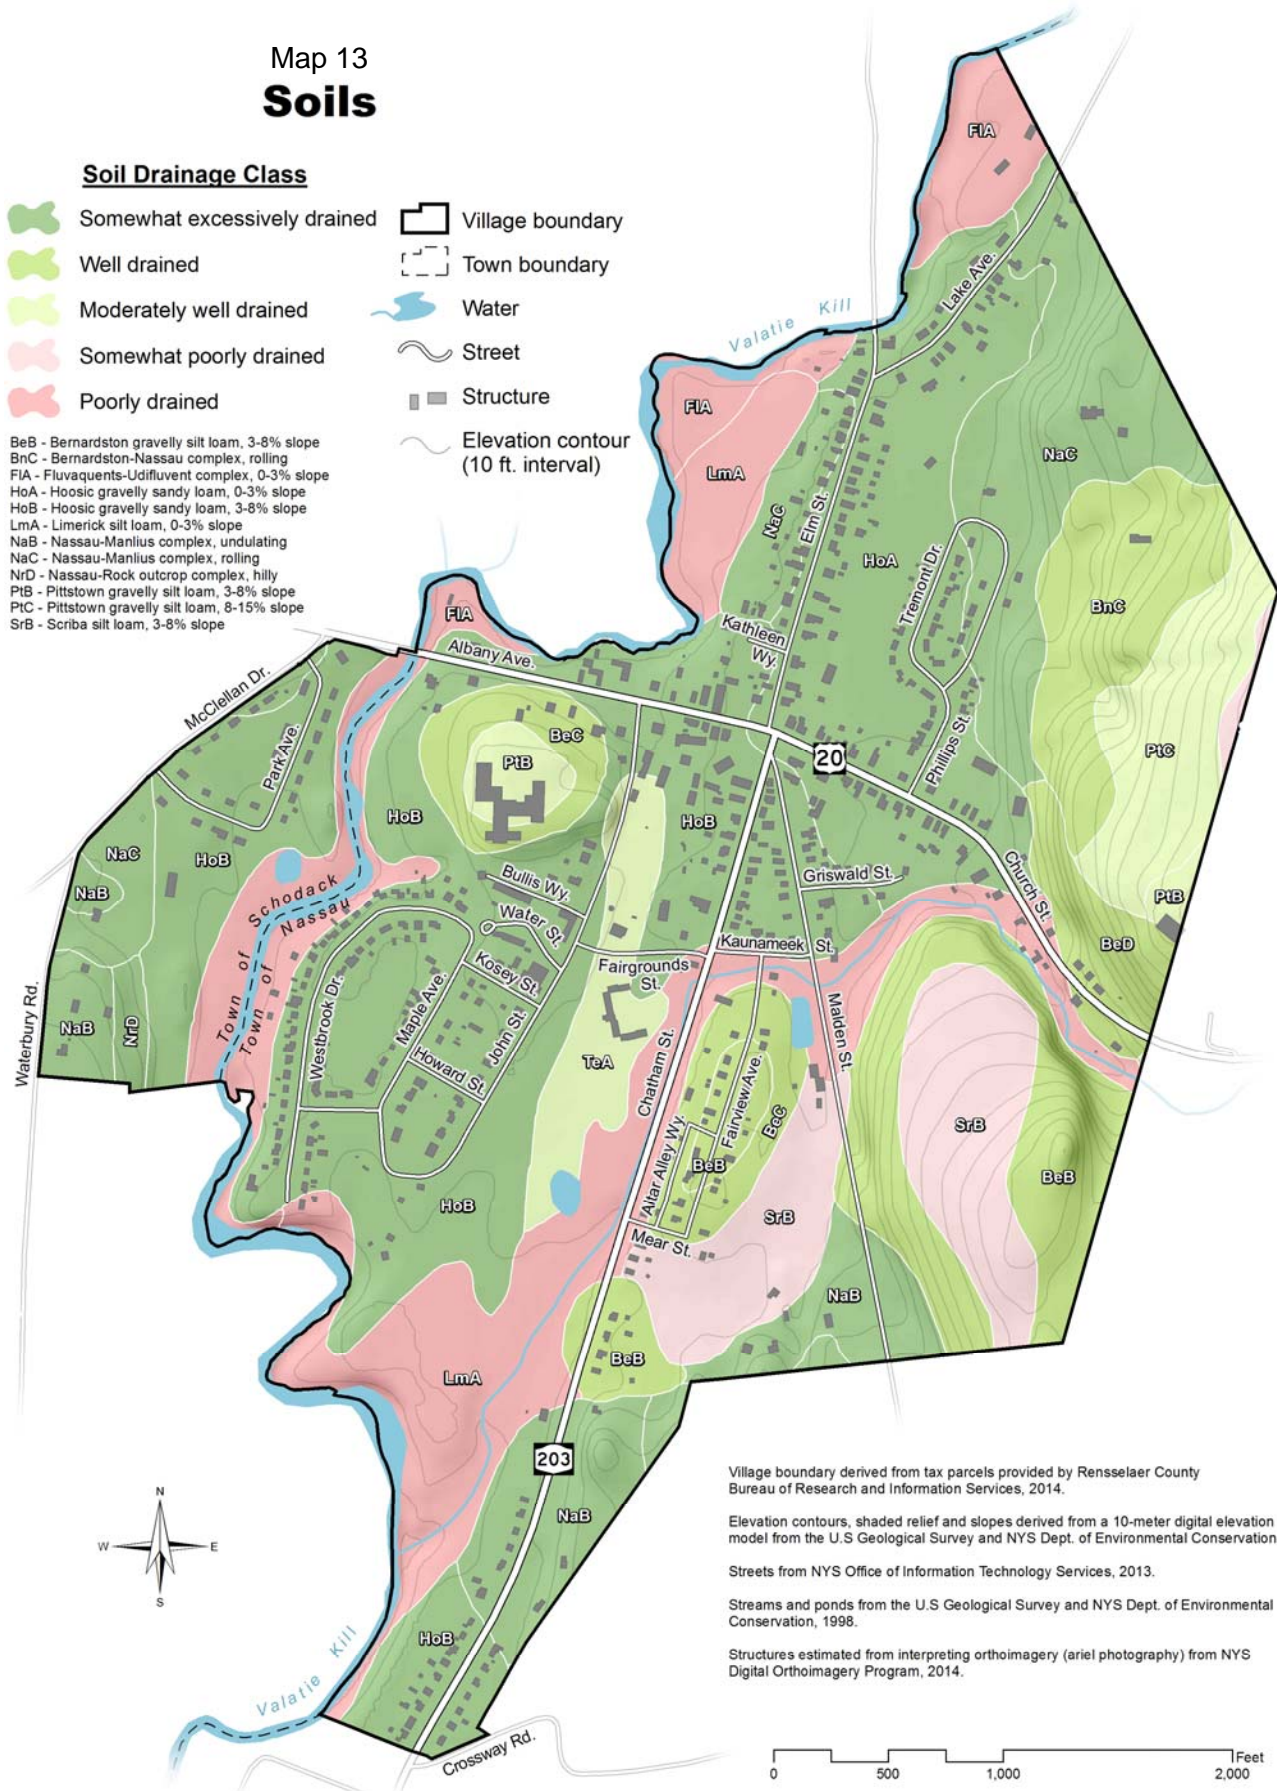 Map 13
Soils
Soil Drainage Class
Somewhat excessively drained
Well drained
Moderately well drained
Somewhat poorly drained
Poorly drained
Village boundary
Town boundary
Water
Street
Structure
Elevation contour
(10 ft. interval)
BeB - Bernardston gravelly silt loam, 3-8% slope
BnC - Bernardston-Nassau complex, rolling
FlA - Fluvaquents-Udifluvent complex, 0-3% slope
HoA - Hoosic gravelly sandy loam, 0-3% slope
HoB - Hoosic gravelly sandy loam, 3-8% slope
LmA - Limerick silt loam, 0-3% slope
NaB - Nassau-Manlius complex, undulating
NaC - Nassau-Manlius complex, rolling
NrD - Nassau-Rock outcrop complex, hilly
PtB - Pittstown gravelly silt loam, 3-8% slope
PtC - Pittstown gravelly silt loam, 8-15% slope
SrB - Scriba silt loam, 3-8% slope
FlA
Lake Ave.
Valatie Kill
FlA
LmA
NaC
Elm St.
NaC
HoA
Tremont Dr.
BnC
FlA
Albany Ave.
Kathleen
Wy.
McClellan Dr.
Park Ave.
BeC
PtB
20
Phillips St.
PtC
HoB
HoB
NaC
HoB
NaB
Bullis Wy.
Griswald St.
Church St.
PtB
Town of Schodack
Town of Nassau
Water St.
Kaunameek St.
BeD
Fairgrounds
St.
Kosey St.
Westbrook Dr.
Maple Ave.
John St.
Howard St.
Waterbury Rd.
NaB
NrD
TeA
Chatham St.
Malden St.
Fairview Ave.
BeC
Altar Alley Wy.
BeB
SrB
BeB
HoB
SrB
Mear St.
NaB
BeB
LmA
203
NaB
HoB
Valatie Kill
Crossway Rd.
N
W
E
S
Village boundary derived from tax parcels provided by Rensselaer County
Bureau of Research and Information Services, 2014.
Elevation contours, shaded relief and slopes derived from a 10-meter digital elevation
model from the U.S Geological Survey and NYS Dept. of Environmental Conservation
Streets from NYS Office of Information Technology Services, 2013.
Streams and ponds from the U.S Geological Survey and NYS Dept. of Environmental
Conservation, 1998.
Structures estimated from interpreting orthoimagery (ariel photography) from NYS
Digital Orthoimagery Program, 2014.
Feet
0
500
1,000
2,000